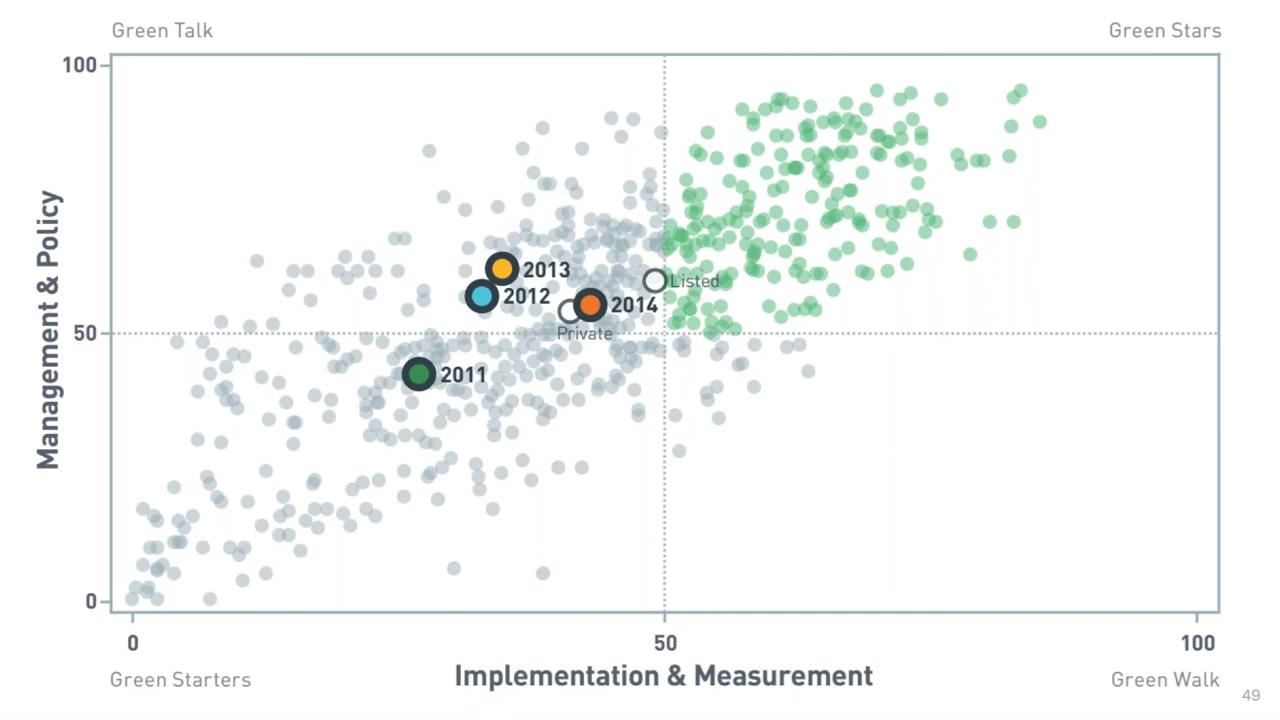 Green Talk
Green Stars
100
Management & Policy
2013
Listed
2012
2014
Private
50
2011
0
0
50
100
Implementation & Measurement
Green Starters
Green Walk
49